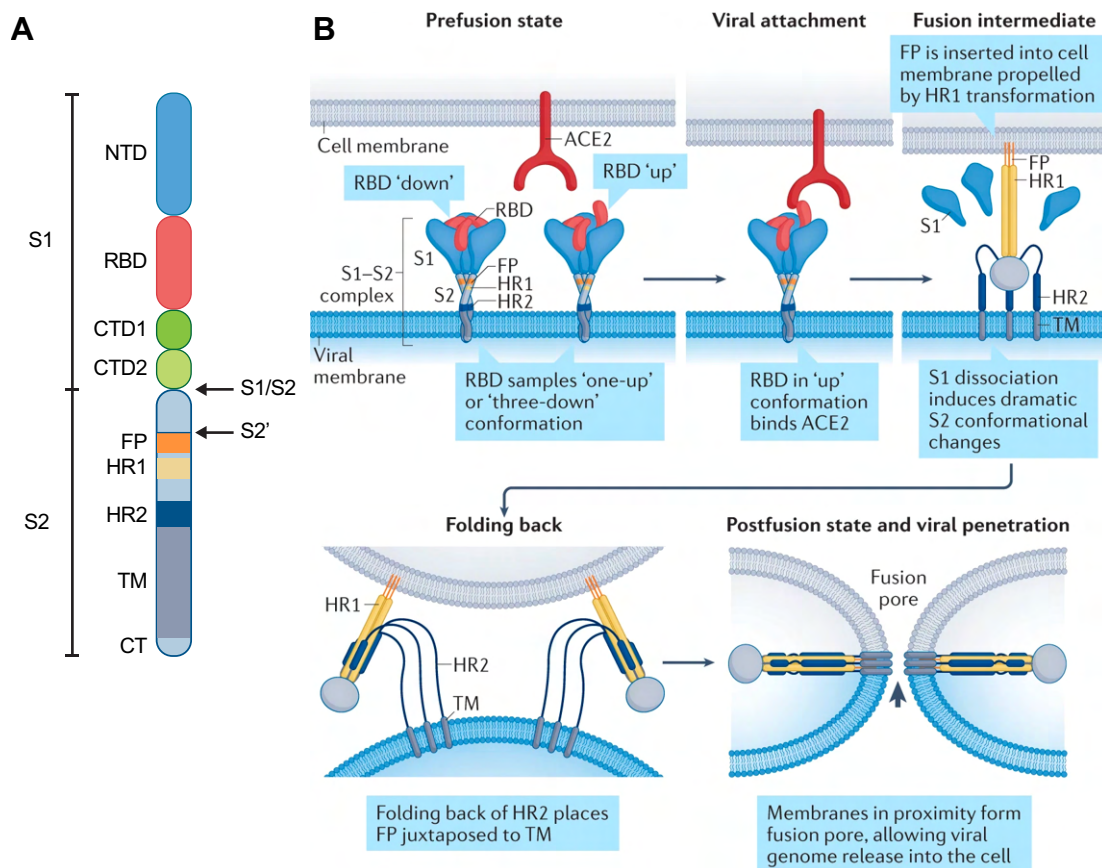 A
NTD
S1
RBD
CTD1
CTD2
S1/S2
S2'
FP
HR1
S2
HR2
TM
CT
B
Prefusion state
Cell membrane
ACE2
RBD 'down'
RBD 'up'
RBD
S1
S1–S2
complex
FP
HR1
S2
HR2
Viral
membrane
RBD samples 'one-up'
or 'three-down'
conformation
Viral attachment
RBD in 'up'
conformation
binds ACE2
Fusion intermediate
FP is inserted into cell
membrane propelled
by HR1 transformation
FP
HR1
S1
HR2
TM
S1 dissociation
induces dramatic
S2 conformational
changes
Folding back
HR1
HR2
TM
Folding back of HR2 places
FP juxtaposed to TM
Postfusion state and viral penetration
Fusion
pore
Membranes in proximity form
fusion pore, allowing viral
genome release into the cell